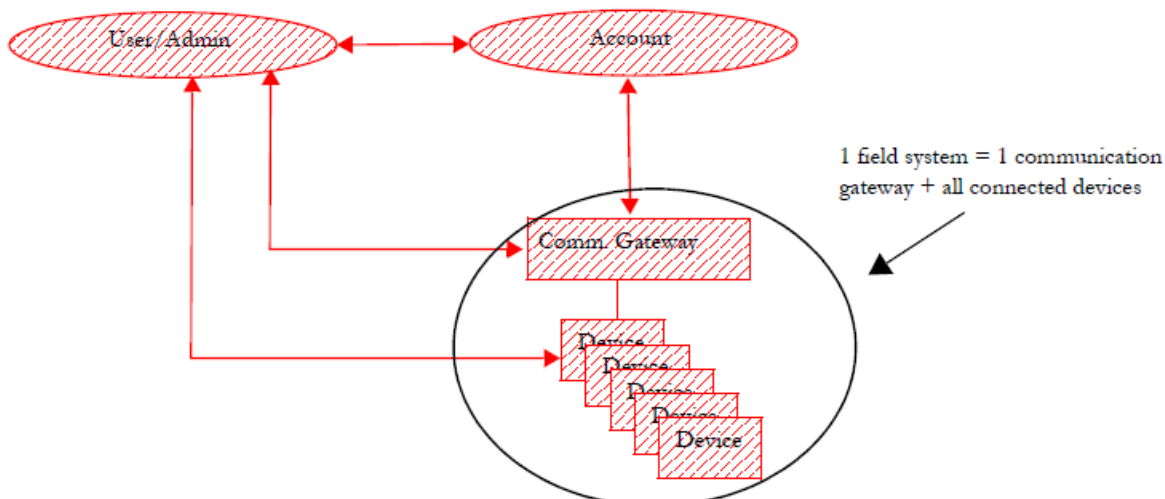 User/Admin
Account
1 field system = 1 communication
gateway + all connected devices
Comm. Gateway
Device
Device
Device
Device
Device